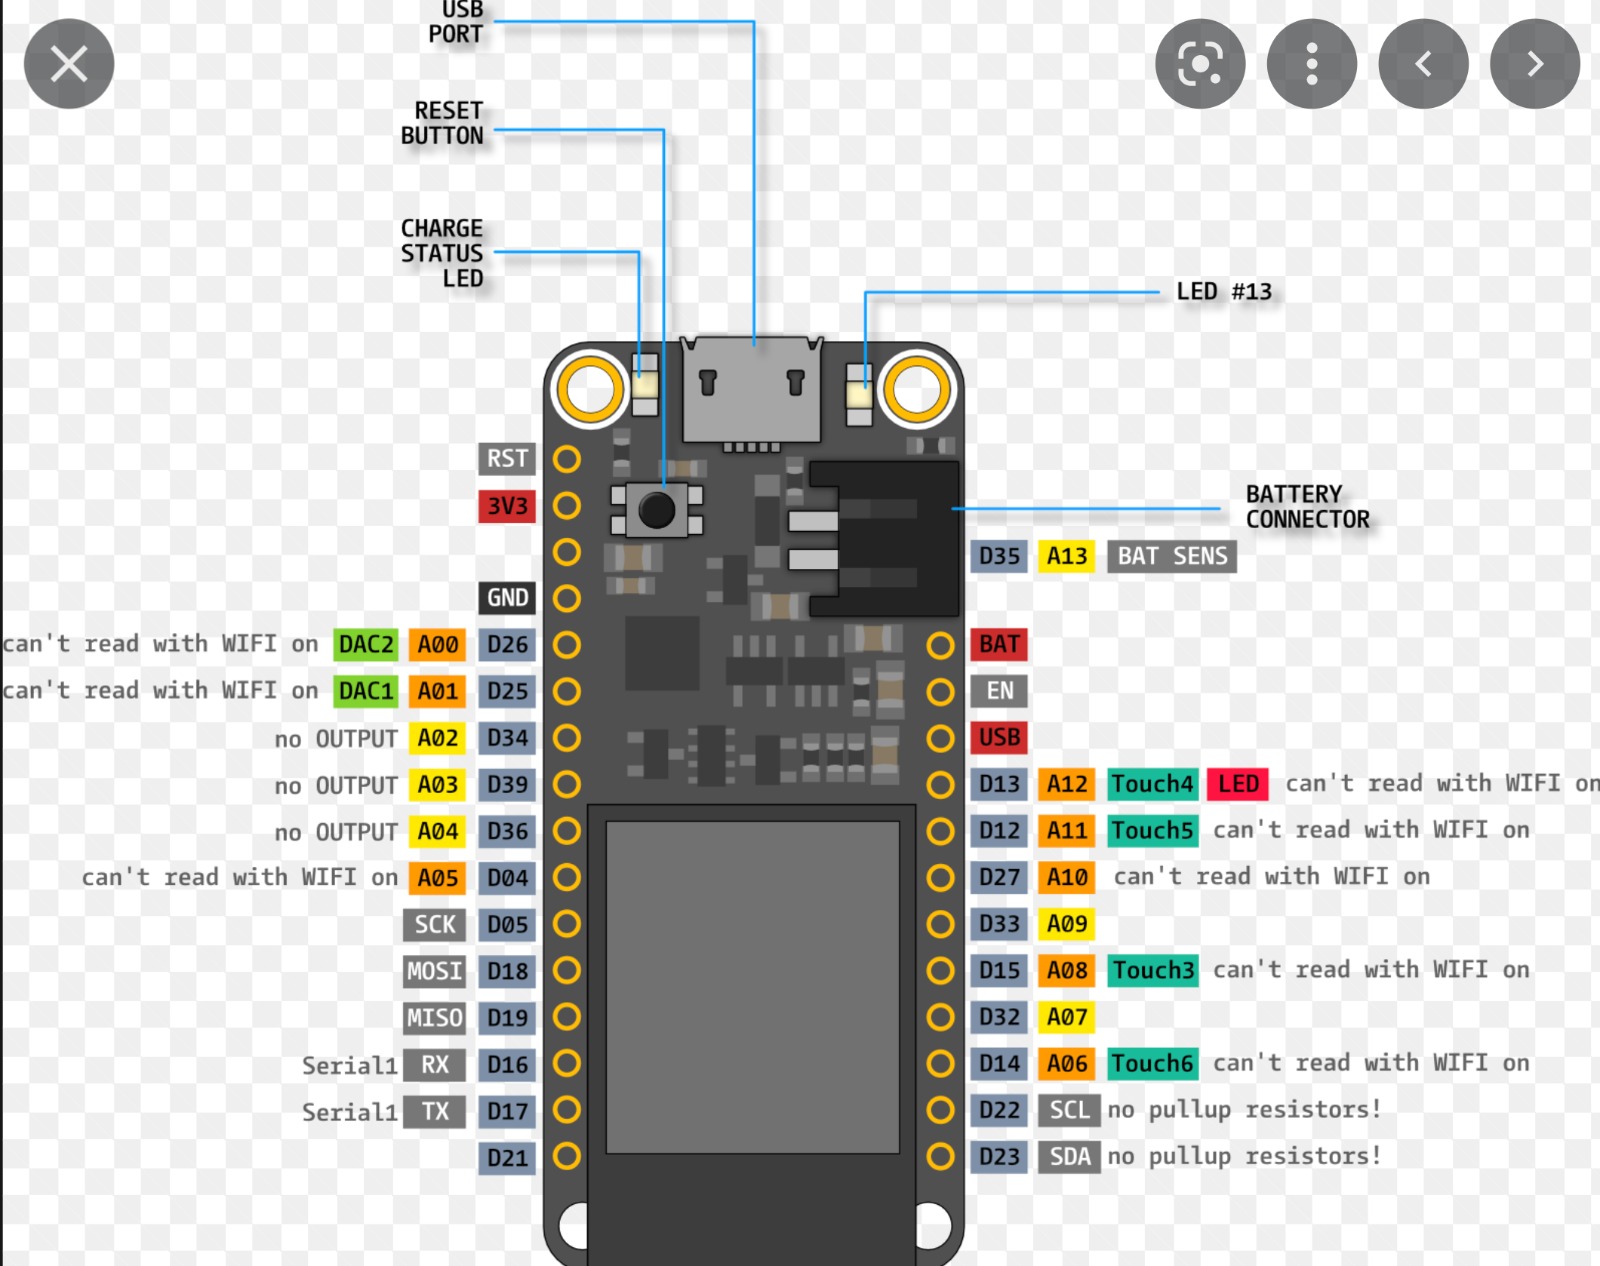 USB
PORT
RESET
BUTTON
CHARGE
STATUS
LED
LED #13
BATTERY
CONNECTOR
RST
3V3
D35 A13 BAT SENS
GND
can't read with WIFI on DAC2 A00 D26
BAT
can't read with WIFI on DAC1 A01 D25
EN
no OUTPUT A02 D34
USB
no OUTPUT A03 D39
D13 A12 Touch4 LED can't read with WIFI on
no OUTPUT A04 D36
D12 A11 Touch5 can't read with WIFI on
can't read with WIFI on A05 D04
D27 A10 can't read with WIFI on
SCK D05
D33 A09
MOSI D18
D15 A08 Touch3 can't read with WIFI on
MISO D19
D32 A07
Serial1 RX D16
D14 A06 Touch6 can't read with WIFI on
Serial1 TX D17
D22 SCL no pullup resistors!
D21
D23 SDA no pullup resistors!